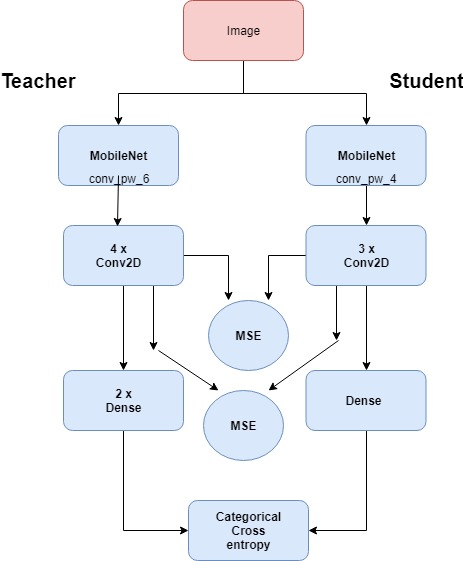 Image
Teacher
Student
MobileNet
conv_pw_6
MobileNet
conv_pw_4
4 x
Conv2D
3 x
Conv2D
MSE
2 x
Dense
MSE
Dense
Categorical
Cross
entropy